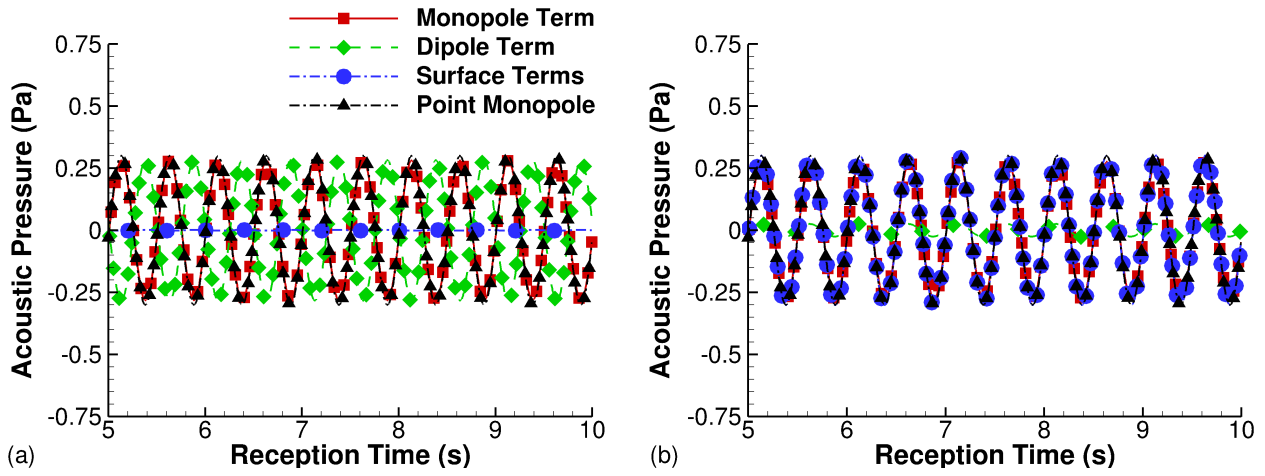 Monopole Term
Dipole Term
Surface Terms
Point Monopole
Acoustic Pressure (Pa)
0.75
0.5
0.25
0
-0.25
-0.5
-0.75
5 6 7 8 9 10
Reception Time (s)
(a)
Acoustic Pressure (Pa)
0.75
0.5
0.25
0
-0.25
-0.5
-0.75
5 6 7 8 9 10
Reception Time (s)
(b)